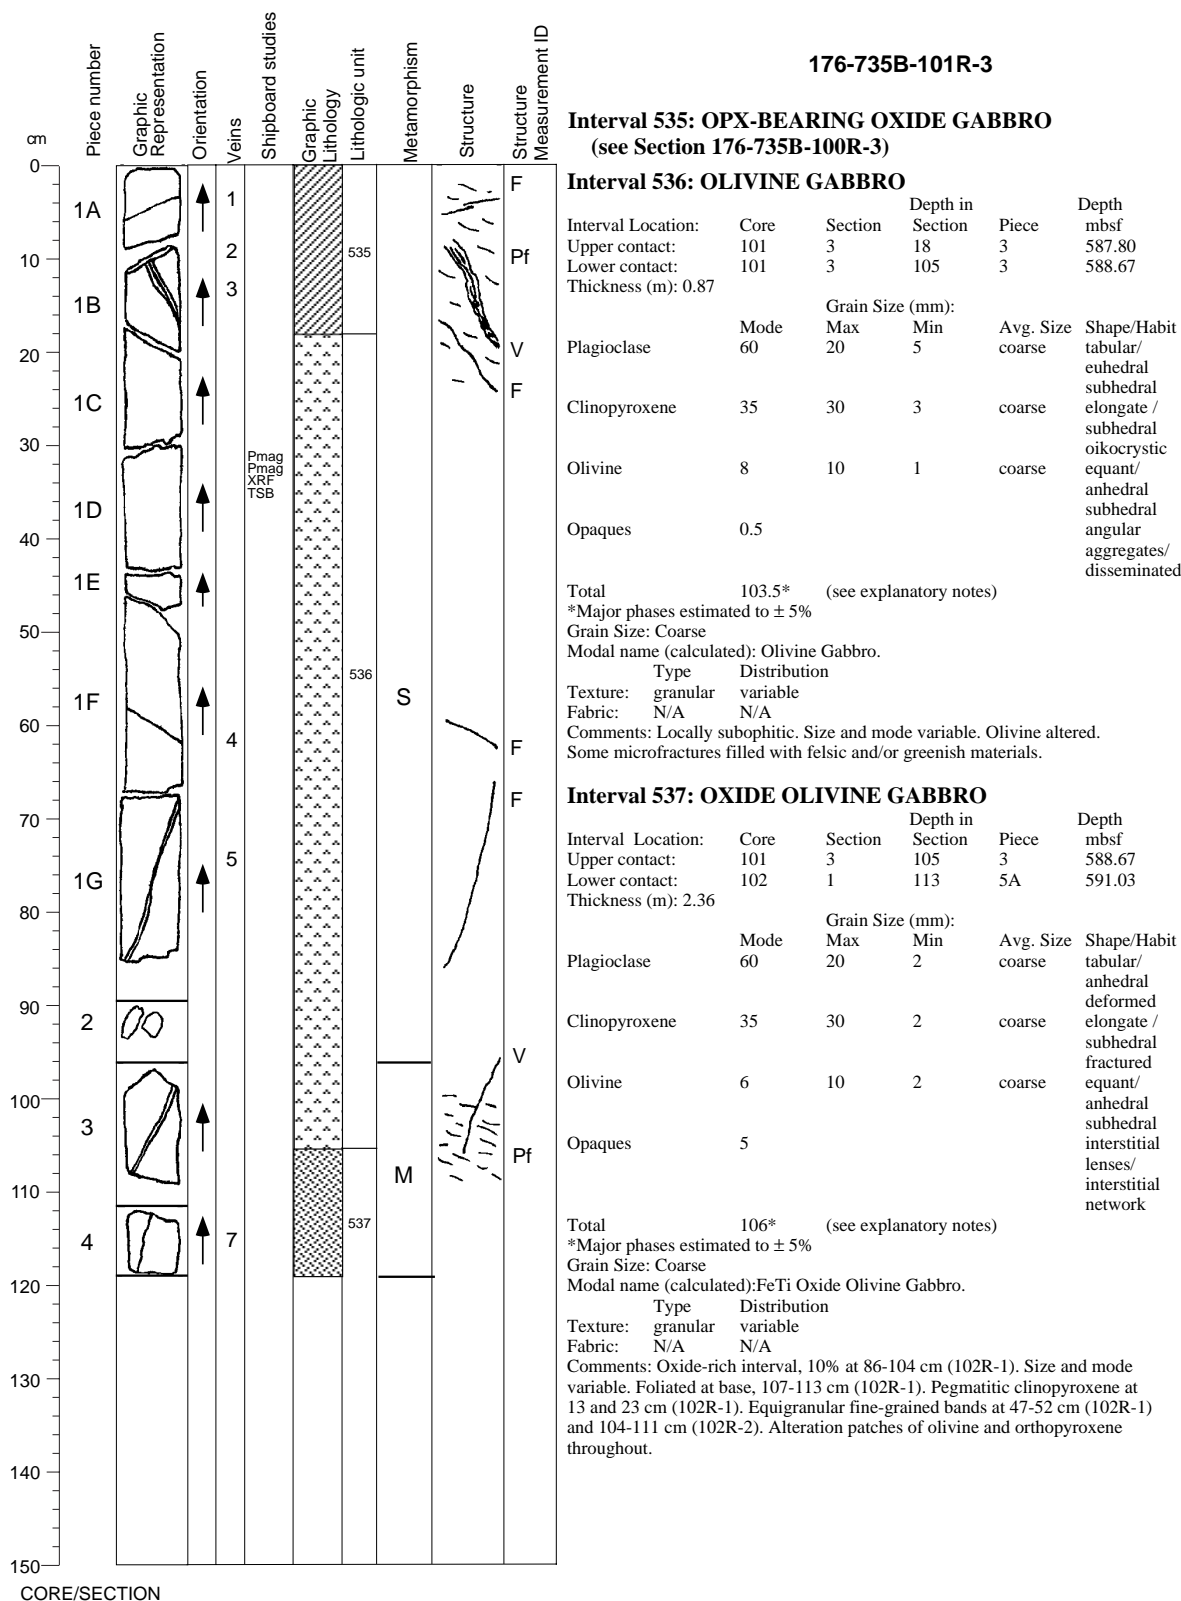 176-735B-101R-3
cm
Piece number
Graphic Representation
Orientation
Veins
Shipboard studies
Graphic Lithology
Lithologic unit
Metamorphism
Structure
Structure Measurement ID
0
10
20
30
40
50
60
70
80
90
100
110
120
130
140
150
1A
1B
1C
1D
1E
1F
1G
2
3
4
1
2
3
4
5
7
Pmag
Pmag
XRF
TSB
535
536
537
S
M
F
Pf
V
F
F
F
V
Pf
CORE/SECTION
Interval 535: OPX-BEARING OXIDE GABBRO
(see Section 176-735B-100R-3)
Interval 536: OLIVINE GABBRO
Depth in Depth
Interval Location: Core Section Section Piece mbsf
Upper contact: 101 3 18 3 587.80
Lower contact: 101 3 105 3 588.67
Thickness (m): 0.87
Grain Size (mm):
Mode Max Min Avg. Size Shape/Habit
Plagioclase 60 20 5 coarse tabular/
euhedral
subhedral
Clinopyroxene 35 30 3 coarse elongate /
subhedral
oikocrystic
Olivine 8 10 1 coarse equant/
anhedral
subhedral
Opaques 0.5 angular
aggregates/
disseminated
Total 103.5* (see explanatory notes)
*Major phases estimated to ± 5%
Grain Size: Coarse
Modal name (calculated): Olivine Gabbro.
Type Distribution
Texture: granular variable
Fabric: N/A N/A
Comments: Locally subophitic. Size and mode variable. Olivine altered.
Some microfractures filled with felsic and/or greenish materials.
Interval 537: OXIDE OLIVINE GABBRO
Depth in Depth
Interval Location: Core Section Section Piece mbsf
Upper contact: 101 3 105 3 588.67
Lower contact: 102 1 113 5A 591.03
Thickness (m): 2.36
Grain Size (mm):
Mode Max Min Avg. Size Shape/Habit
Plagioclase 60 20 2 coarse tabular/
anhedral
deformed
Clinopyroxene 35 30 2 coarse elongate /
subhedral
fractured
Olivine 6 10 2 coarse equant/
anhedral
subhedral
Opaques 5 interstitial
lenses/
interstitial
network
Total 106* (see explanatory notes)
*Major phases estimated to ± 5%
Grain Size: Coarse
Modal name (calculated):FeTi Oxide Olivine Gabbro.
Type Distribution
Texture: granular variable
Fabric: N/A N/A
Comments: Oxide-rich interval, 10% at 86-104 cm (102R-1). Size and mode
variable. Foliated at base, 107-113 cm (102R-1). Pegmatitic clinopyroxene at
13 and 23 cm (102R-1). Equigranular fine-grained bands at 47-52 cm (102R-1)
and 104-111 cm (102R-2). Alteration patches of olivine and orthopyroxene
throughout.